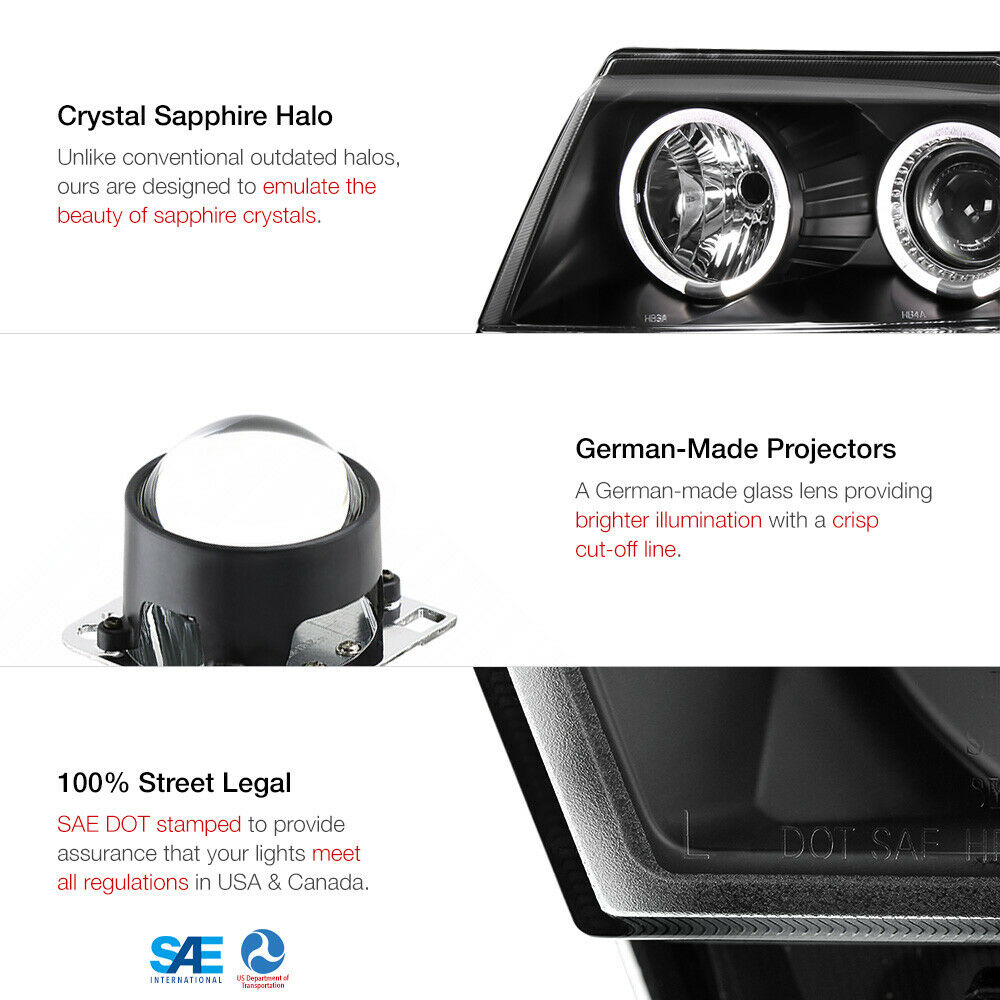 Crystal Sapphire Halo
Unlike conventional outdated halos,
ours are designed to emulate the
beauty of sapphire crystals.
HB3A
HB4A
German-Made Projectors
A German-made glass lens providing
brighter illumination with a crisp
cut-off line.
100% Street Legal
SAE DOT stamped to provide
assurance that your lights meet
all regulations in USA & Canada.
L
DOT SAE
SAE
INTERNATIONAL
US Department of
Transportation